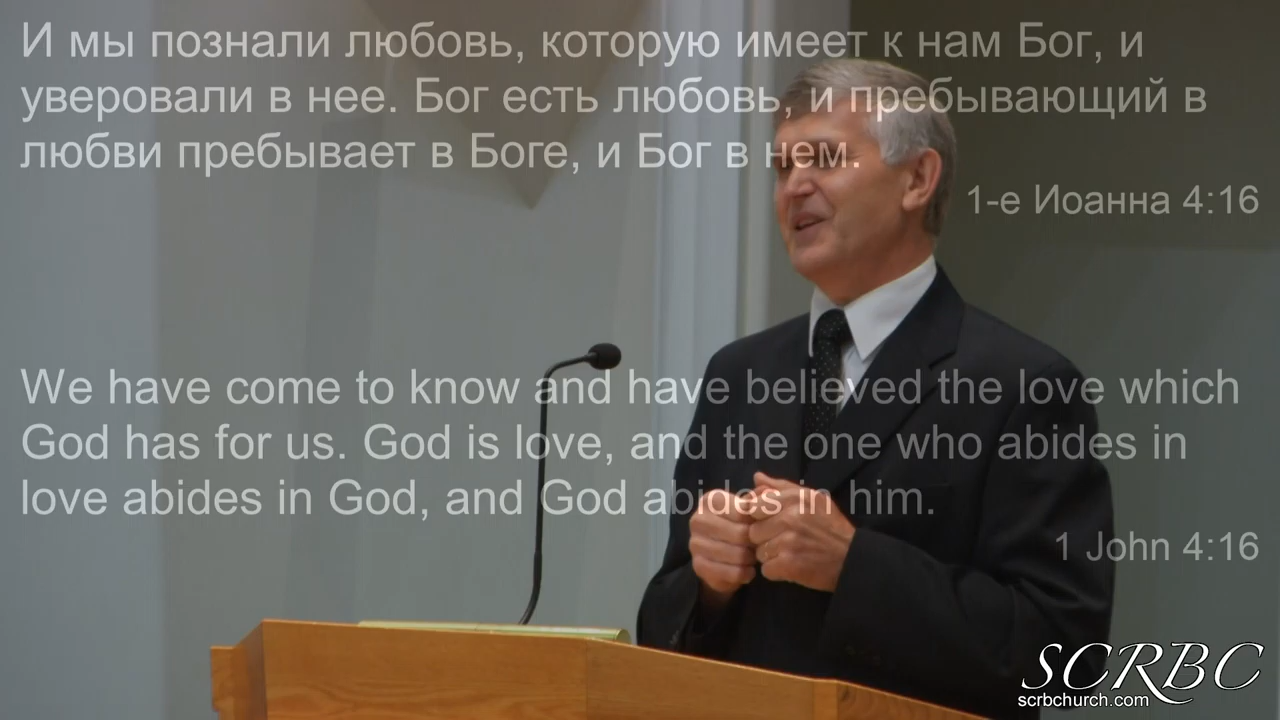 И мы познали любовь, которую имеет к нам Бог, и
уверовали в нее. Бог есть любовь, и пребывающий в
любви пребывает в Боге, и Бог в нем.
1-е Иоанна 4:16
We have come to know and have believed the love which
God has for us. God is love, and the one who abides in
love abides in God, and God abides in him.
1 John 4:16
SCRBC
scrbchurch.com